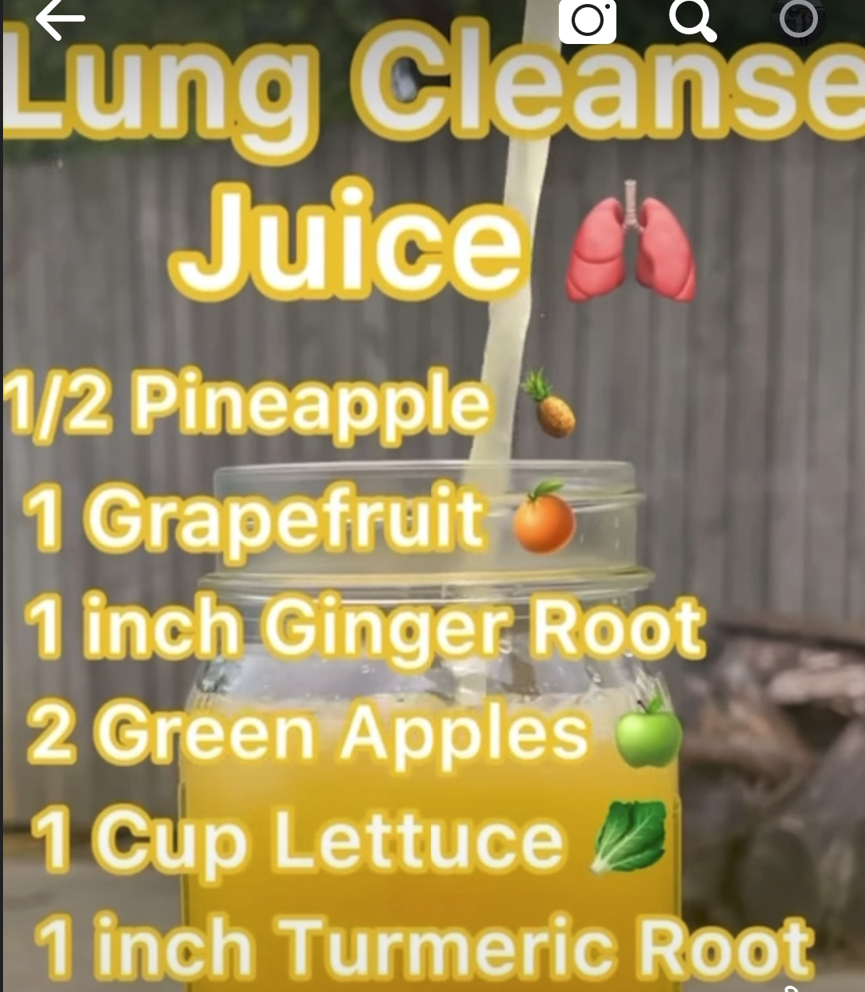 Lung Cleanse
Juice 🫁
1/2 Pineapple 🍍
1 Grapefruit 🍊
1 inch Ginger Root
2 Green Apples 🍏
1 Cup Lettuce 🥬
1 inch Turmeric Root